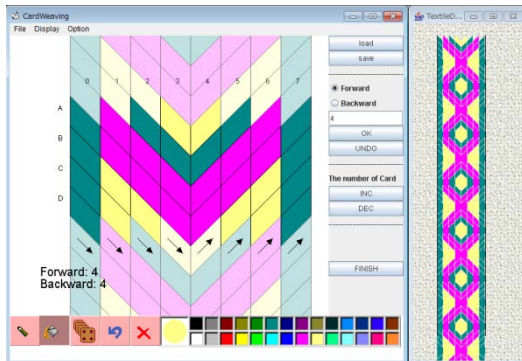 CardWeaving
File Display Option
0 1 2 3 4 5 6 7
A
B
C
D
Forward: 4
Backward: 4
load
save
Forward
Backward
4
OK
UNDO
The number of Card
INC
DEC
FINISH
TextileD...